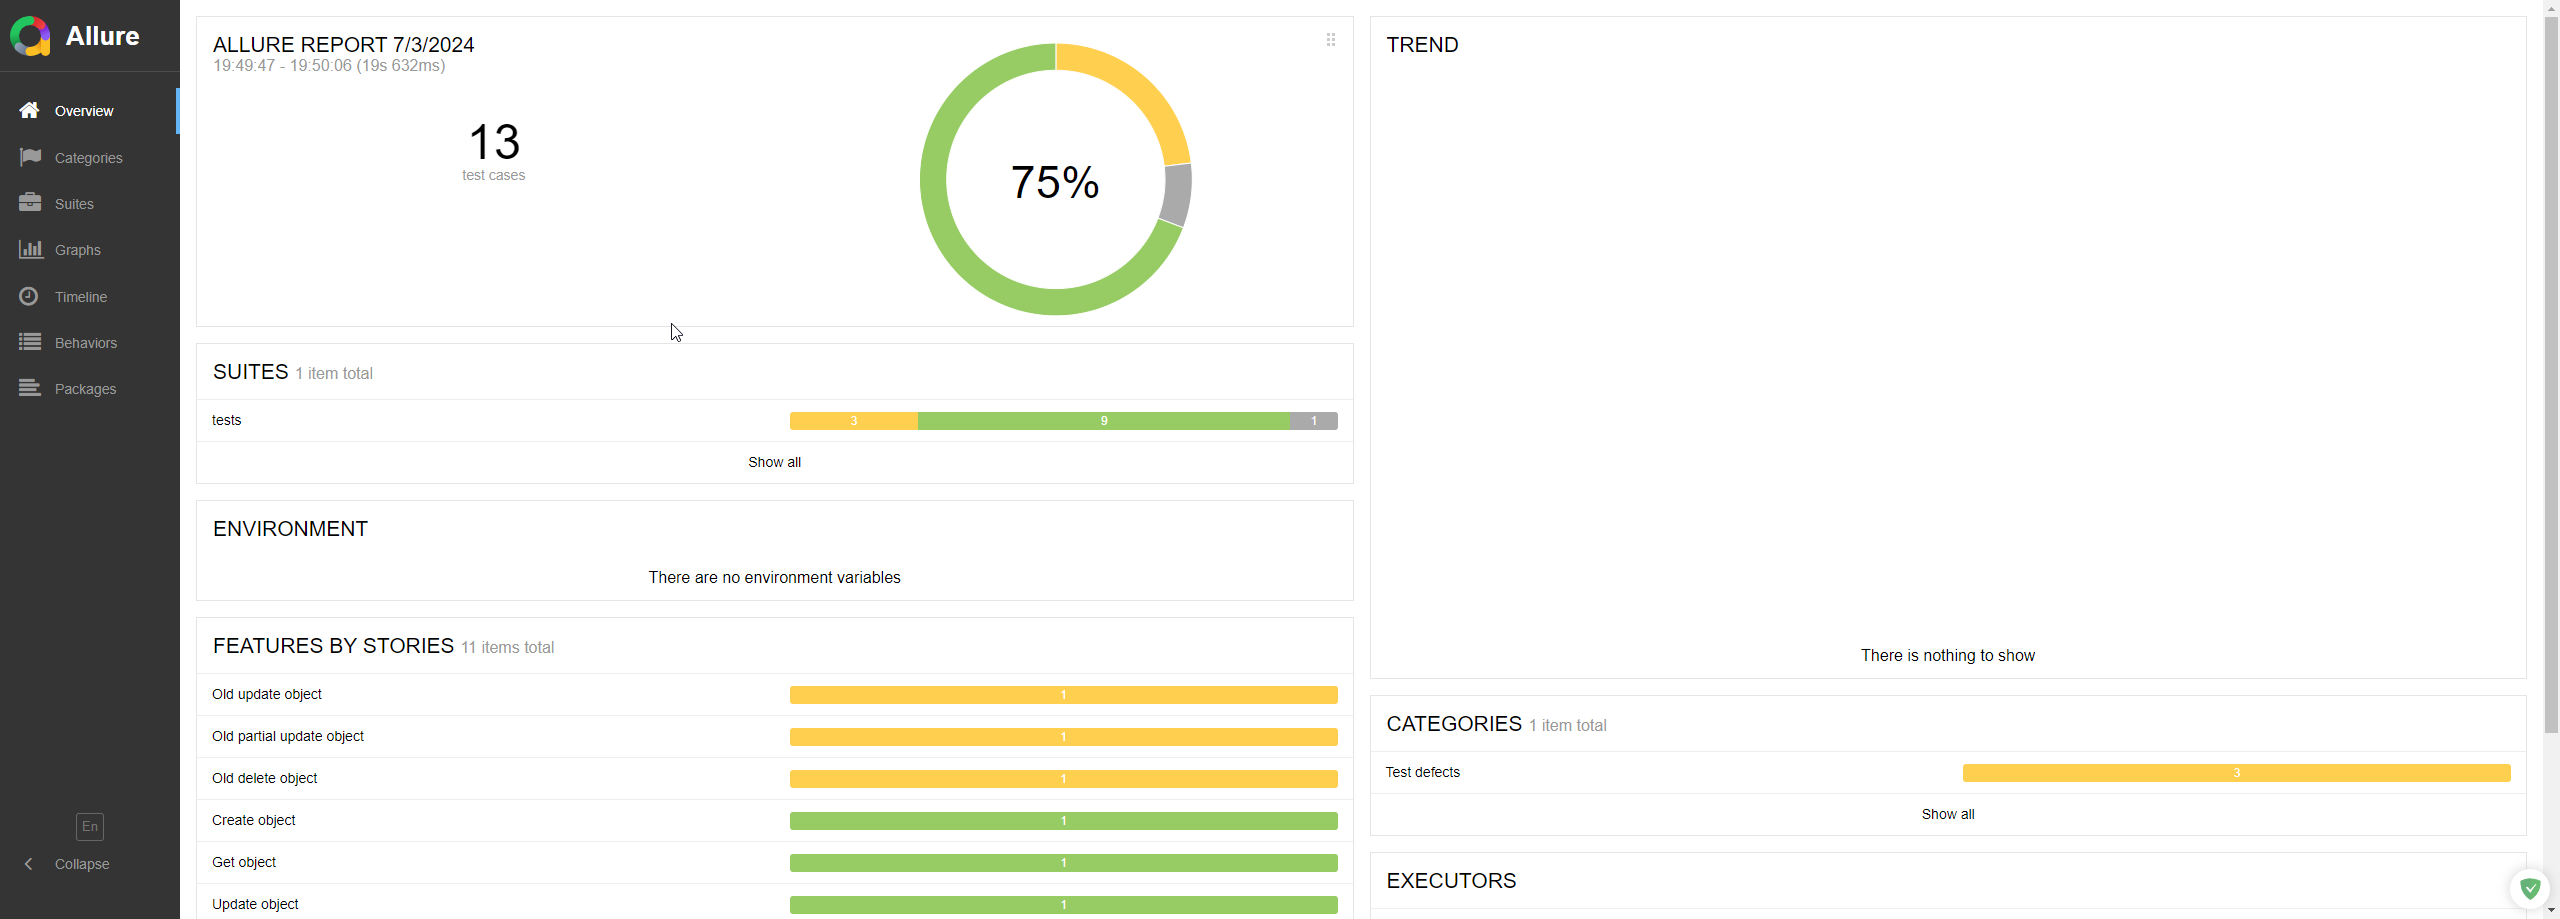 Allure
Overview
Categories
Suites
Graphs
Timeline
Behaviors
Packages
En
Collapse
ALLURE REPORT 7/3/2024
19:49:47 - 19:50:06 (19s 632ms)
13
test cases
75%
SUITES 1 item total
tests 3 9 1
Show all
ENVIRONMENT
There are no environment variables
FEATURES BY STORIES 11 items total
Old update object 1
Old partial update object 1
Old delete object 1
Create object 1
Get object 1
Update object 1
TREND
There is nothing to show
CATEGORIES 1 item total
Test defects 3
Show all
EXECUTORS